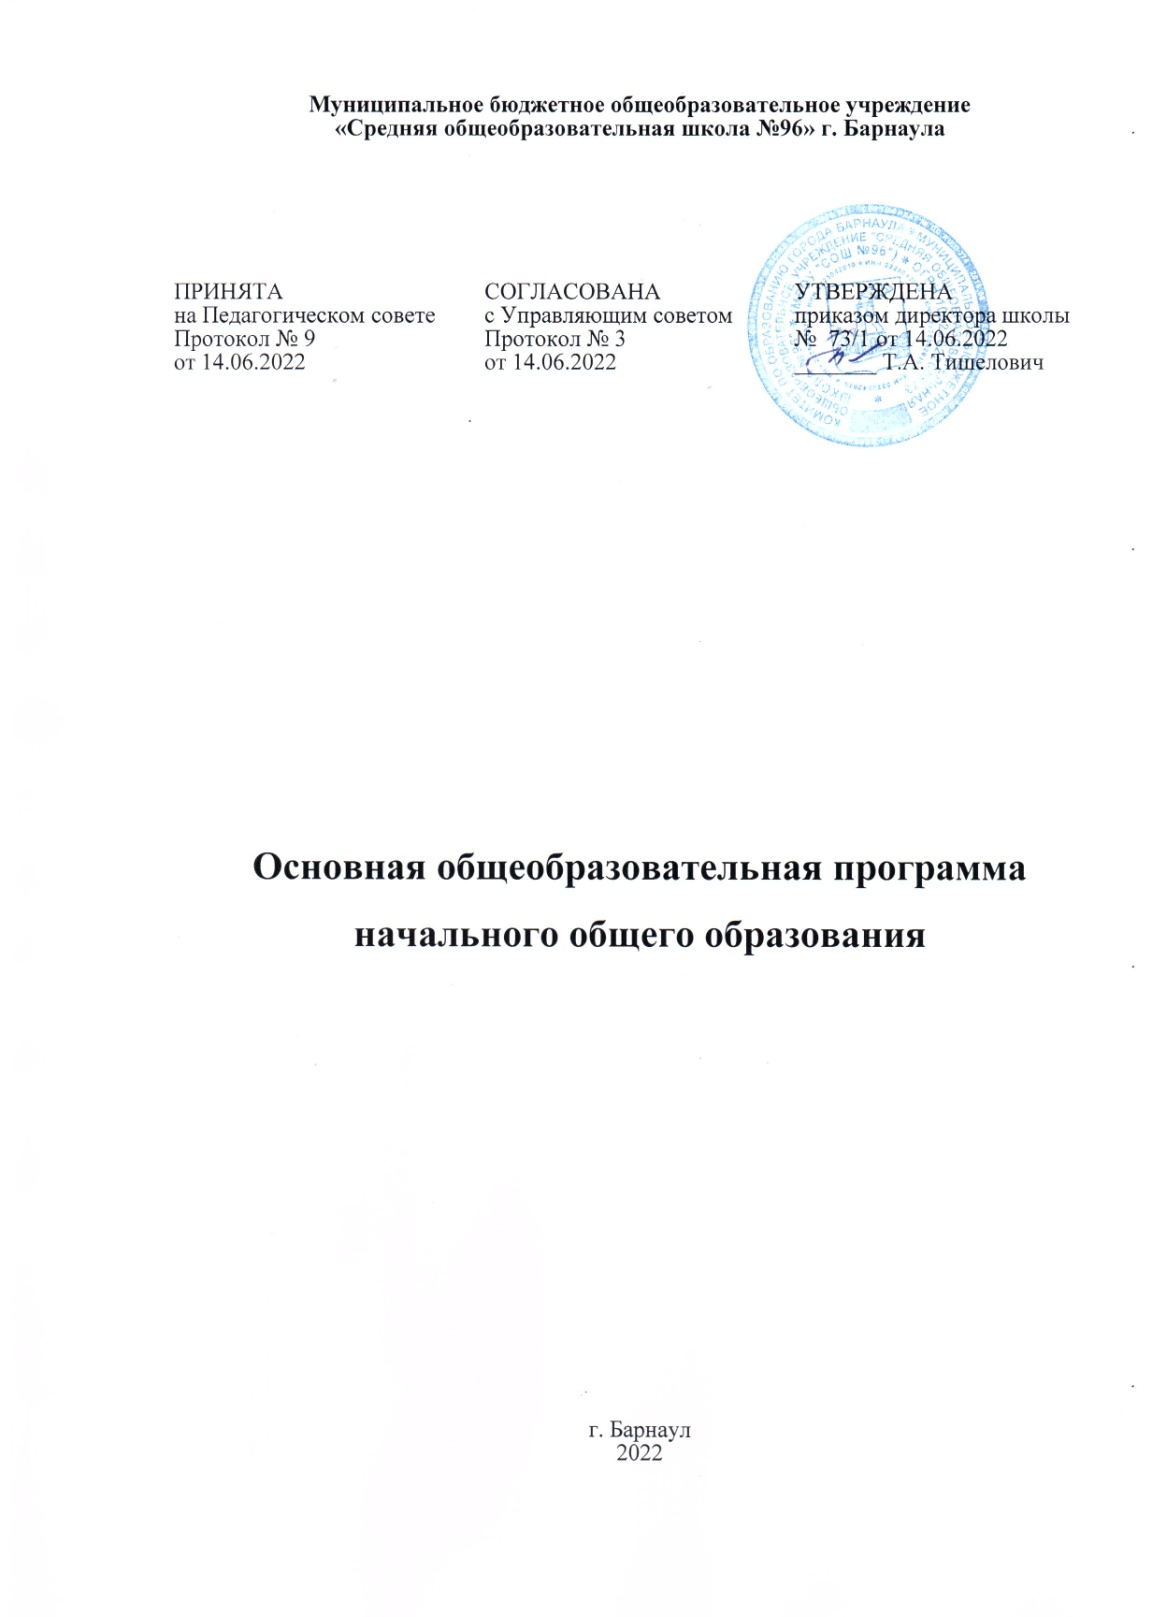 Муниципальное бюджетное общеобразовательное учреждение
«Средняя общеобразовательная школа №96» г. Барнаула
ПРИНЯТА
на Педагогическом совете
Протокол № 9
от 14.06.2022
СОГЛАСОВАНА
с Управляющим советом
Протокол № 3
от 14.06.2022
УТВЕРЖДЕНА
приказом директора школы
№ 73/1 от 14.06.2022
________ Т.А. Тишелович
Основная общеобразовательная программа
начального общего образования
г. Барнаул
2022